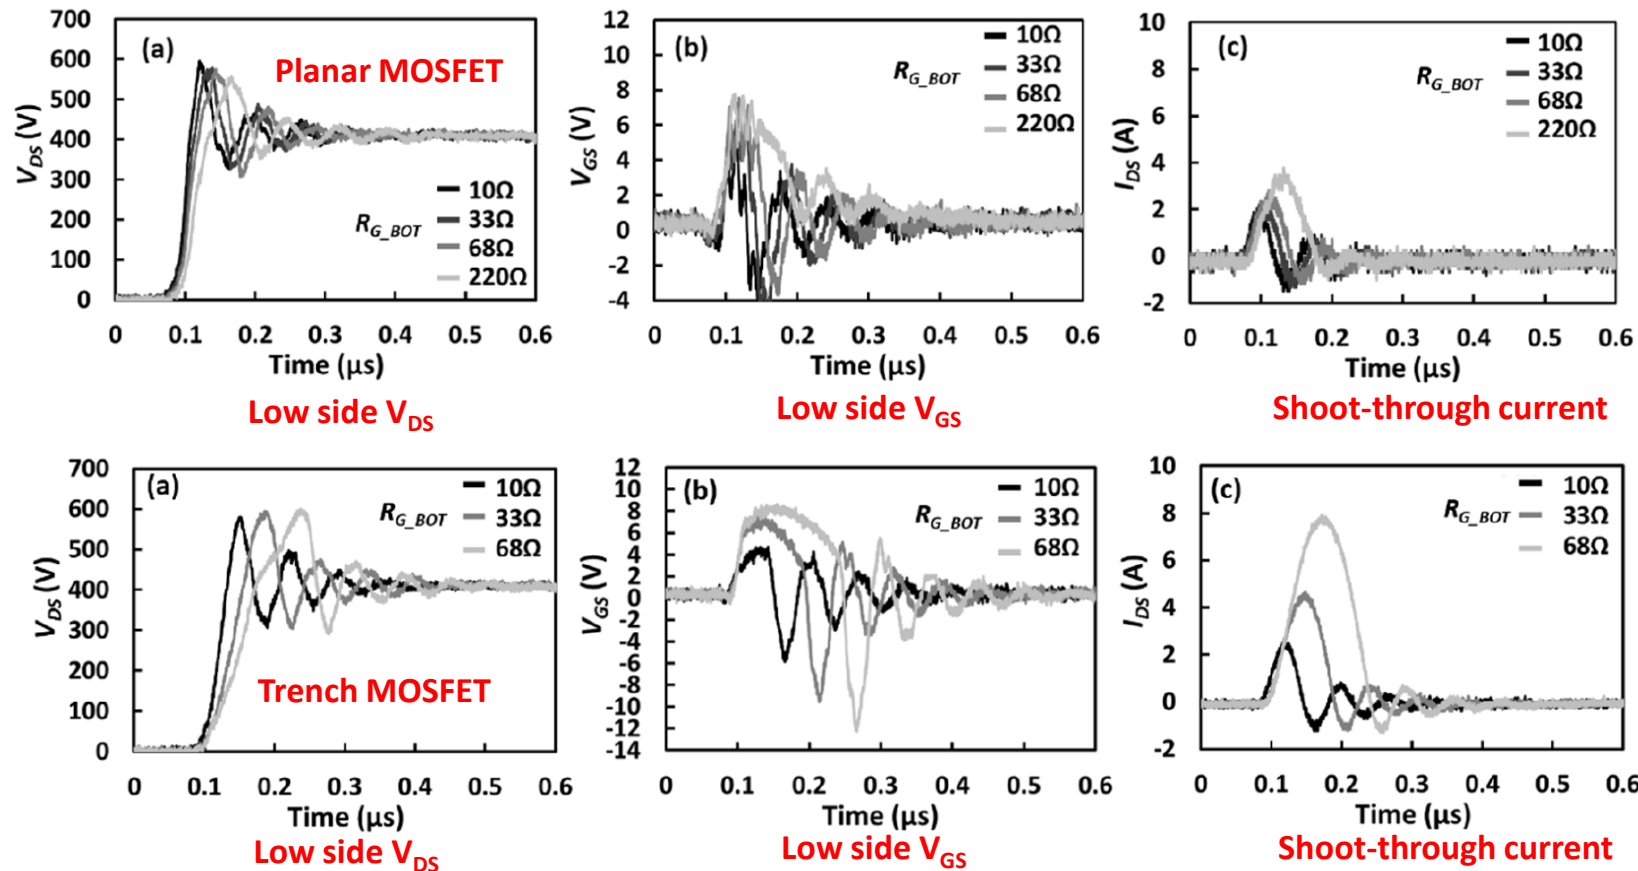 (a)
Planar MOSFET
R_G_BOT
10Ω
33Ω
68Ω
220Ω
V_DS (V)
700
600
500
400
300
200
100
0
0 0.1 0.2 0.3 0.4 0.5 0.6
Time (μs)
Low side V_DS
(b)
R_G_BOT
10Ω
33Ω
68Ω
220Ω
V_GS (V)
12
10
8
6
4
2
0
-2
-4
0 0.1 0.2 0.3 0.4 0.5 0.6
Time (μs)
Low side V_GS
(c)
R_G_BOT
10Ω
33Ω
68Ω
220Ω
I_DS (A)
10
8
6
4
2
0
-2
0 0.1 0.2 0.3 0.4 0.5 0.6
Time (μs)
Shoot-through current
(a)
R_G_BOT
10Ω
33Ω
68Ω
Trench MOSFET
V_DS (V)
700
600
500
400
300
200
100
0
0 0.1 0.2 0.3 0.4 0.5 0.6
Time (μs)
Low side V_DS
(b)
R_G_BOT
10Ω
33Ω
68Ω
V_GS (V)
12
10
8
6
4
2
0
-2
-4
-6
-8
-10
-12
-14
0 0.1 0.2 0.3 0.4 0.5 0.6
Time (μs)
Low side V_GS
(c)
R_G_BOT
10Ω
33Ω
68Ω
I_DS (A)
10
8
6
4
2
0
-2
0 0.1 0.2 0.3 0.4 0.5 0.6
Time (μs)
Shoot-through current